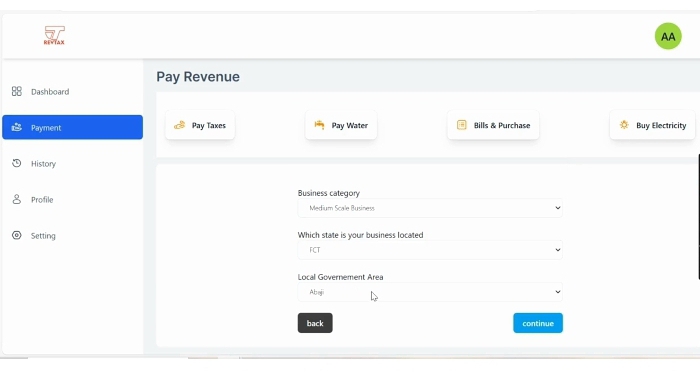 REVTAX
AA
Dashboard
Payment
History
Profile
Setting
Pay Revenue
Pay Taxes
Pay Water
Bills & Purchase
Buy Electricity
Business category
Medium Scale Business
Which state is your business located
FCT
Local Governement Area
Abaji
back
continue